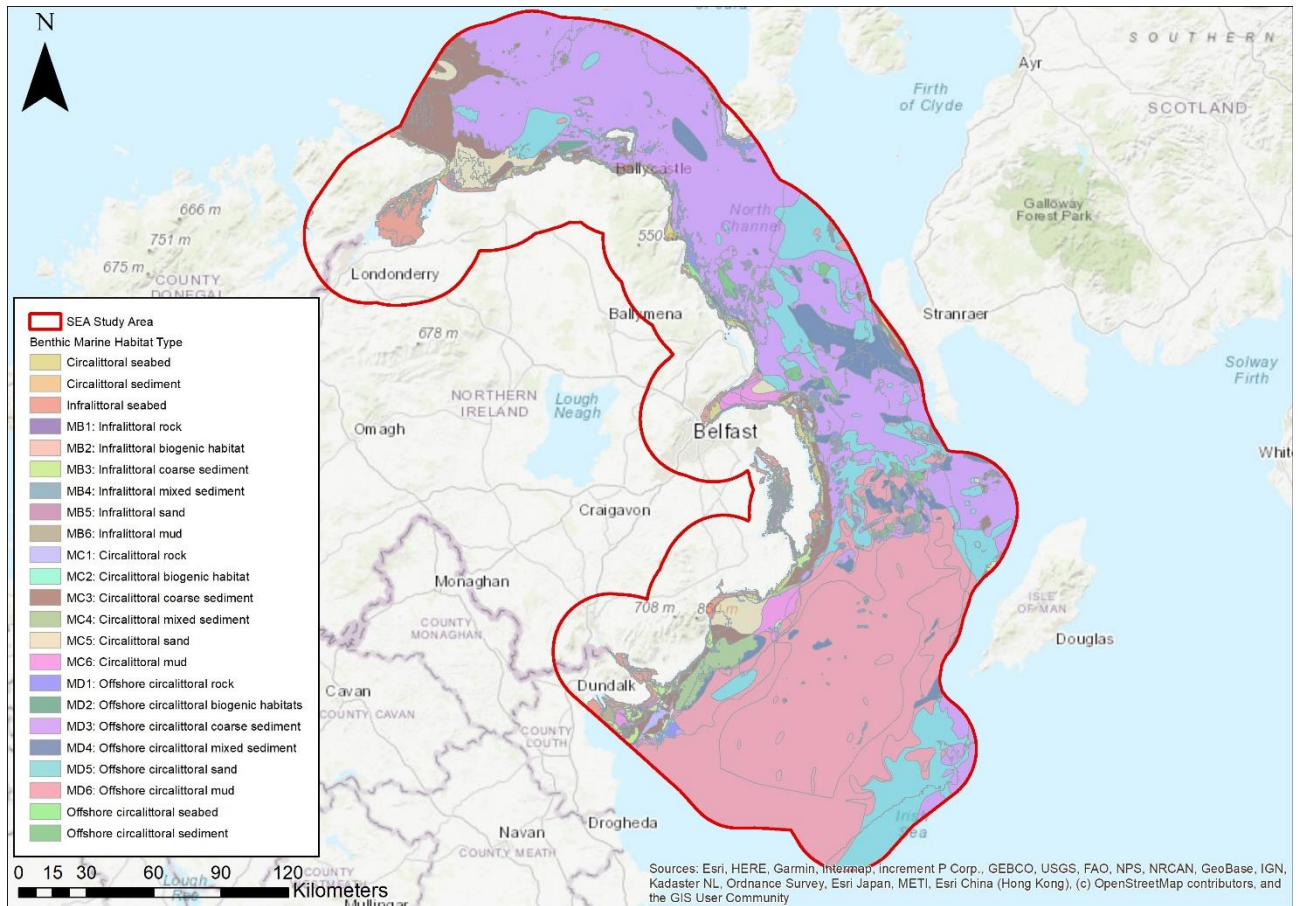 N
SOUTHERN
Ayr
Firth
of Clyde
SCOTLAND
Ballycastle
North
Channel
Galloway
Forest Park
666 m
751 m
675 m
COUNTY
DONEGAL
Londonderry
550
Ballymena
Stranraer
678 m
Solway
Firth
NORTHERN
IRELAND
Lough
Neagh
Omagh
Belfast
Craigavon
Monaghan
COUNTY
MONAGHAN
708 m
ISLE
OF MAN
Douglas
Dundalk
Cavan
COUNTY CAVAN
COUNTY
LOUTH
Drogheda
Navan
COUNTY MEATH
Irish
Sea
Lough
Mullingar
SEA Study Area
Benthic Marine Habitat Type
Circalittoral seabed
Circalittoral sediment
Infralittoral seabed
MB1: Infralittoral rock
MB2: Infralittoral biogenic habitat
MB3: Infralittoral coarse sediment
MB4: Infralittoral mixed sediment
MB5: Infralittoral sand
MB6: Infralittoral mud
MC1: Circalittoral rock
MC2: Circalittoral biogenic habitat
MC3: Circalittoral coarse sediment
MC4: Circalittoral mixed sediment
MC5: Circalittoral sand
MC6: Circalittoral mud
MD1: Offshore circalittoral rock
MD2: Offshore circalittoral biogenic habitats
MD3: Offshore circalittoral coarse sediment
MD4: Offshore circalittoral mixed sediment
MD5: Offshore circalittoral sand
MD6: Offshore circalittoral mud
Offshore circalittoral seabed
Offshore circalittoral sediment
0 15 30 60 90 120
Kilometers
Sources: Esri, HERE, Garmin, Intermap, increment P Corp., GEBCO, USGS, FAO, NPS, NRCAN, GeoBase, IGN,
Kadaster NL, Ordnance Survey, Esri Japan, METI, Esri China (Hong Kong), (c) OpenStreetMap contributors, and
the GIS User Community